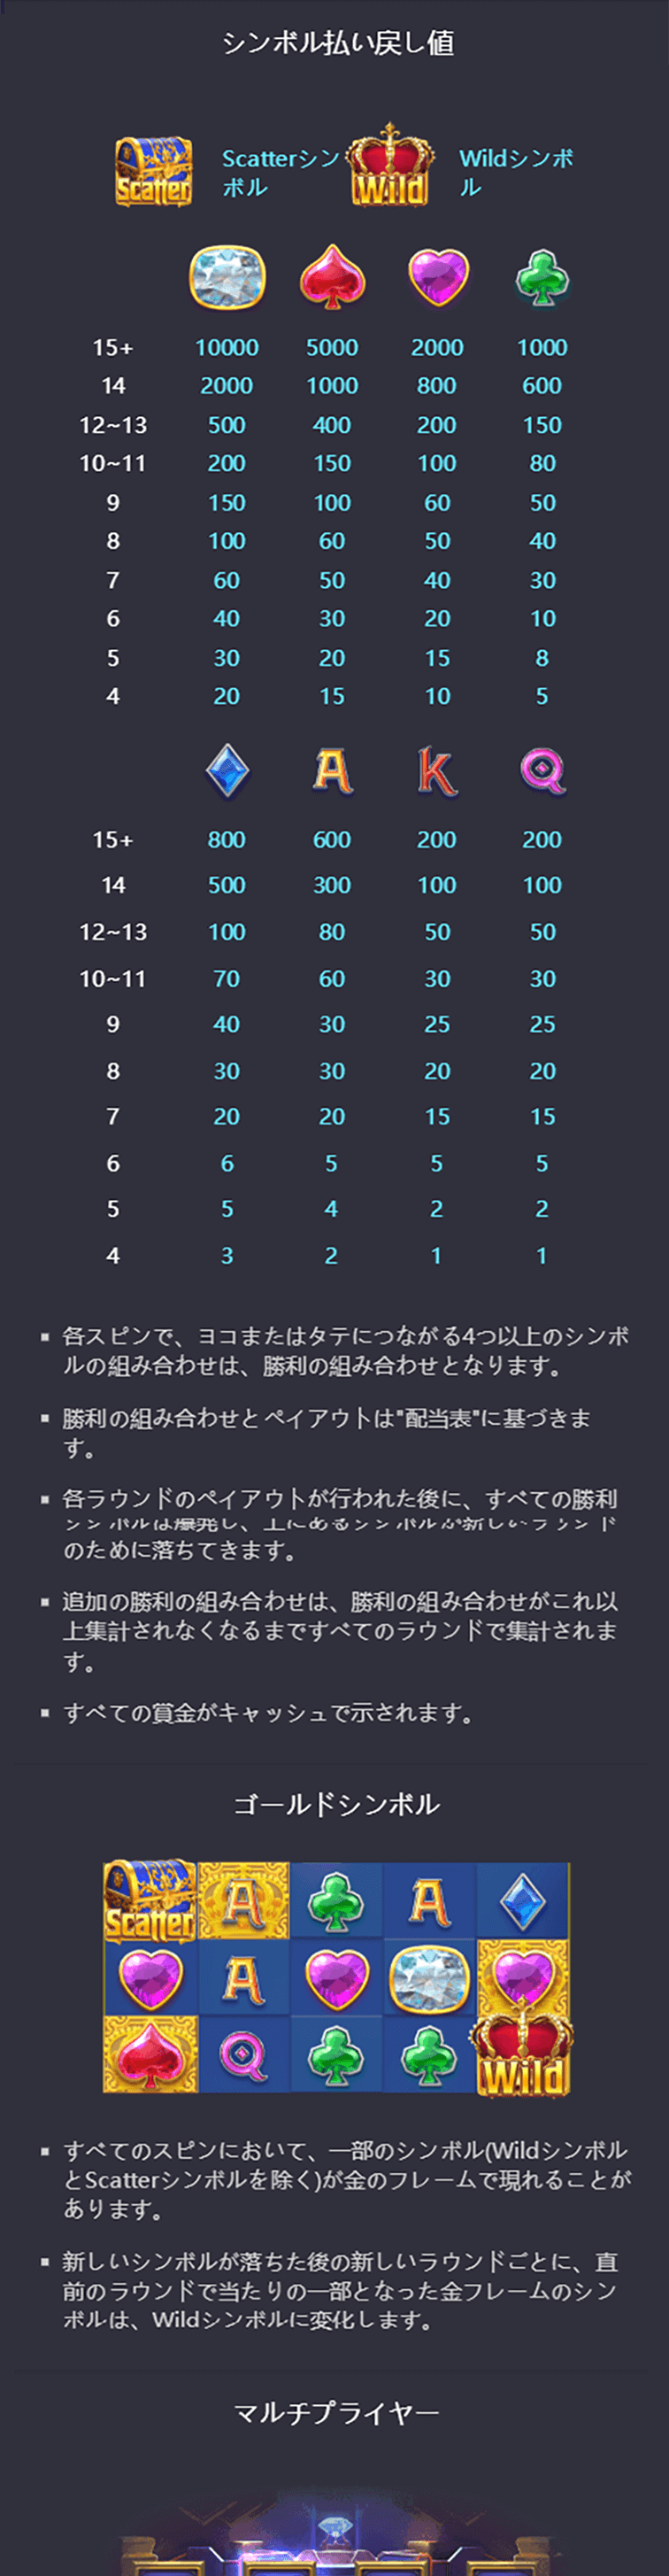 シンボル払い戻し値
Scatter
Scatterシン
ボル
Wild
Wildシンボ
ル
15+ 10000 5000 2000 1000
14 2000 1000 800 600
12~13 500 400 200 150
10~11 200 150 100 80
9 150 100 60 50
8 100 60 50 40
7 60 50 40 30
6 40 30 20 10
5 30 20 15 8
4 20 15 10 5
A K Q
15+ 800 600 200 200
14 500 300 100 100
12~13 100 80 50 50
10~11 70 60 30 30
9 40 30 25 25
8 30 30 20 20
7 20 20 15 15
6 6 5 5 5
5 5 4 2 2
4 3 2 1 1
▪ 各スピンで、ヨコまたはタテにつながる4つ以上のシンボ
ルの組み合わせは、勝利の組み合わせとなります。
▪ 勝利の組み合わせとペイアウトは"配当表"に基づきま
す。
▪ 各ラウンドのペイアウトが行われた後に、すべての勝利
シンボルは爆発し、上にあるシンボルが新しいラウンド
のために落ちてきます。
▪ 追加の勝利の組み合わせは、勝利の組み合わせがこれ以
上集計されなくなるまですべてのラウンドで集計されま
す。
▪ すべての賞金がキャッシュで示されます。
ゴールドシンボル
Scatter A A
A
Q Wild
▪ すべてのスピンにおいて、一部のシンボル(Wildシンボル
とScatterシンボルを除く)が金のフレームで現れることが
あります。
▪ 新しいシンボルが落ちた後の新しいラウンドごとに、直
前のラウンドで当たりの一部となった金フレームのシン
ボルは、Wildシンボルに変化します。
マルチプライヤー